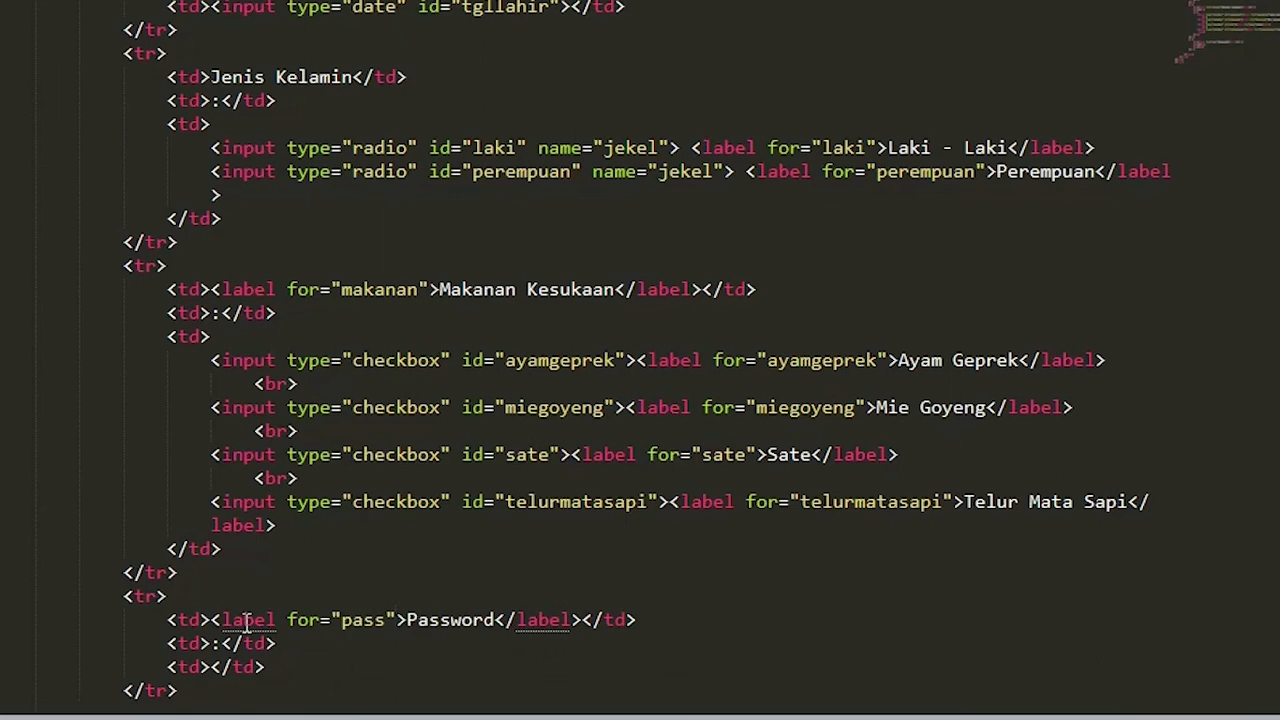 <td><input type="date" id="tgllahir"></td>
</tr>
<tr>
<td>Jenis Kelamin</td>
<td>:</td>
<td>
<input type="radio" id="laki" name="jekel"> <label for="laki">Laki - Laki</label>
<input type="radio" id="perempuan" name="jekel"> <label for="perempuan">Perempuan</label
>
</td>
</tr>
<tr>
<td><label for="makanan">Makanan Kesukaan</label></td>
<td>:</td>
<td>
<input type="checkbox" id="ayamgeprek"><label for="ayamgeprek">Ayam Geprek</label>
<br>
<input type="checkbox" id="miegoyeng"><label for="miegoyeng">Mie Goyeng</label>
<br>
<input type="checkbox" id="sate"><label for="sate">Sate</label>
<br>
<input type="checkbox" id="telurmatasapi"><label for="telurmatasapi">Telur Mata Sapi</
label>
</td>
</tr>
<tr>
<td><label for="pass">Password</label></td>
<td>:</td>
<td></td>
</tr>